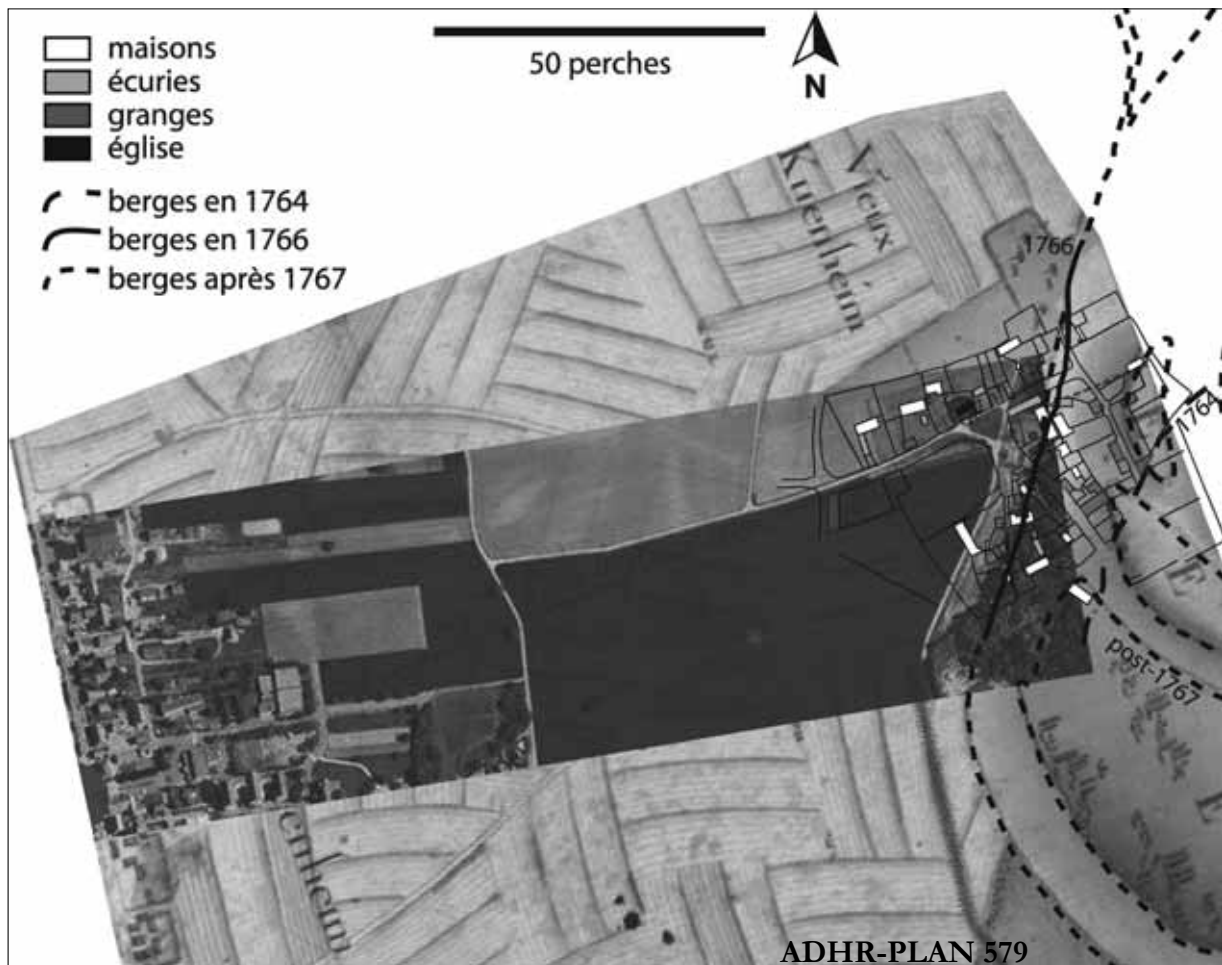 maisons
écuries
granges
église
berges en 1764
berges en 1766
berges après 1767
50 perches
N
Vieux
Kuenheim
1766
1764
post-1767
E
enheim
E
ADHR-PLAN 579